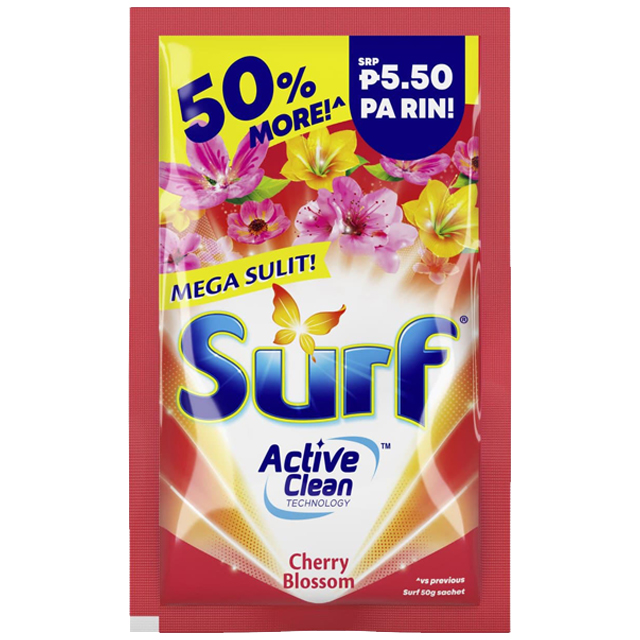 50%
MORE!^
SRP
₱5.50
PA RIN!
MEGA SULIT!
Surf®
Active™
Clean
TECHNOLOGY
Cherry
Blossom
^vs previous
Surf 50g sachet